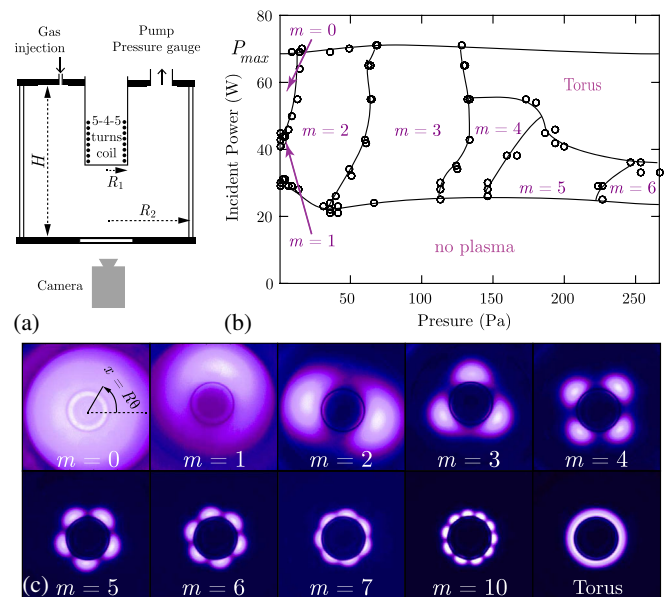 Gas
injection
Pump
Pressure gauge
5-4-5
turns
coil
H
R1
R2
Camera
(a)
80
60
40
20
0
Incident Power (W)
Pmax
m = 0
m = 2
m = 3
m = 4
Torus
m = 5
m = 6
m = 1
no plasma
50
100
150
200
250
Presure (Pa)
(b)
x = Rθ
m = 0
m = 1
m = 2
m = 3
m = 4
(c)
m = 5
m = 6
m = 7
m = 10
Torus